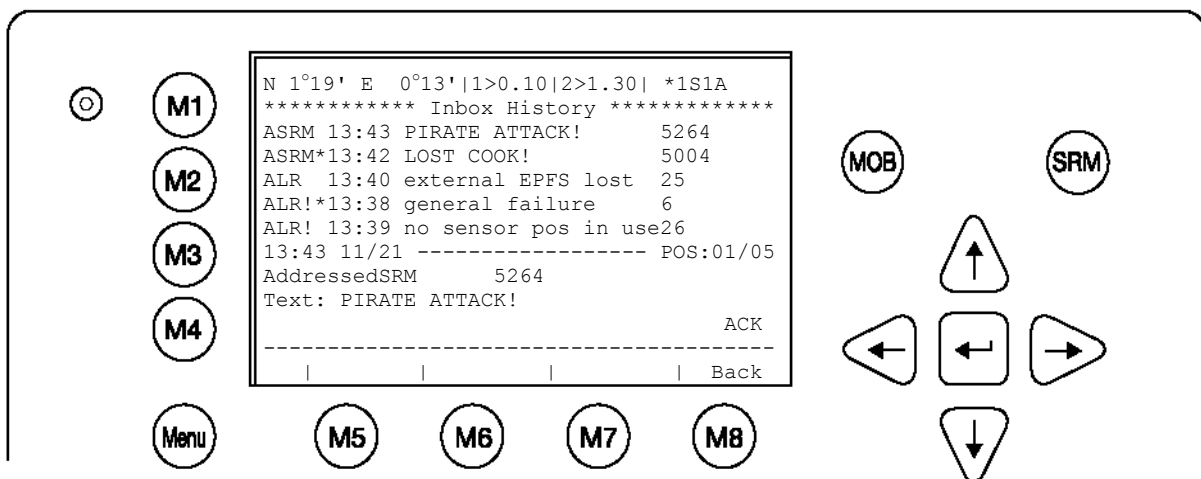 N 1°19' E  0°13'|1>0.10|2>1.30| *1S1A
************ Inbox History *************
ASRM 13:43 PIRATE ATTACK!      5264
ASRM*13:42 LOST COOK!          5004
ALR  13:40 external EPFS lost  25
ALR!*13:38 general failure     6
ALR! 13:39 no sensor pos in use26
13:43 11/21 ------------------ POS:01/05
AddressedSRM      5264
Text: PIRATE ATTACK!
ACK
----------------------------------------
|        |         |         |  Back
M1
M2
M3
M4
Menu
M5 M6 M7 M8
MOB SRM